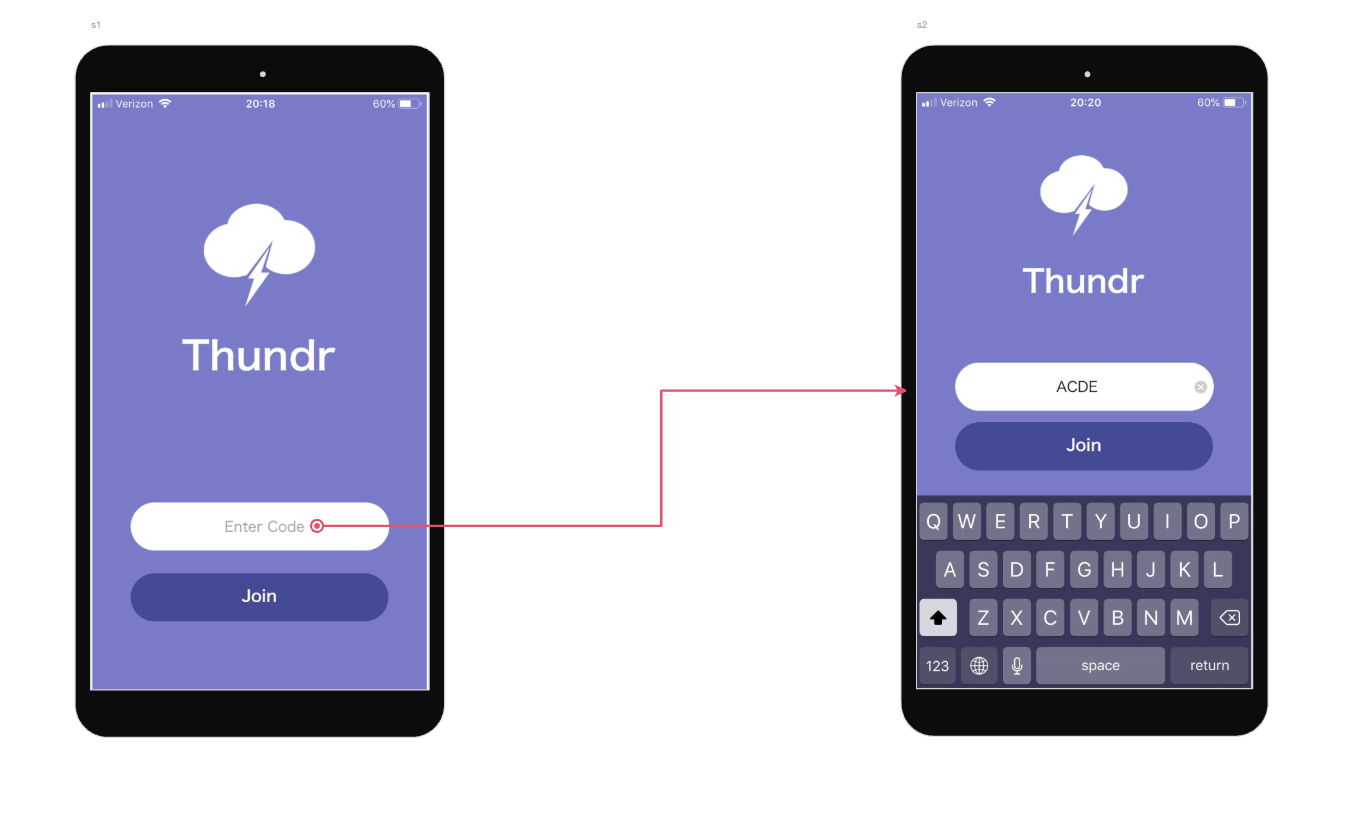 s1
Verizon 20:18 60%
Thundr
Enter Code
Join
s2
Verizon 20:20 60%
Thundr
ACDE
Join
Q W E R T Y U I O P
A S D F G H J K L
Z X C V B N M
123 space return